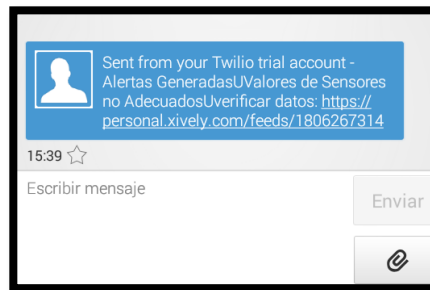 Sent from your Twilio trial account -
Alertas GeneradasUValores de Sensores
no AdecuadosUverificar datos: https://
personal.xively.com/feeds/1806267314
15:39
Escribir mensaje
Enviar